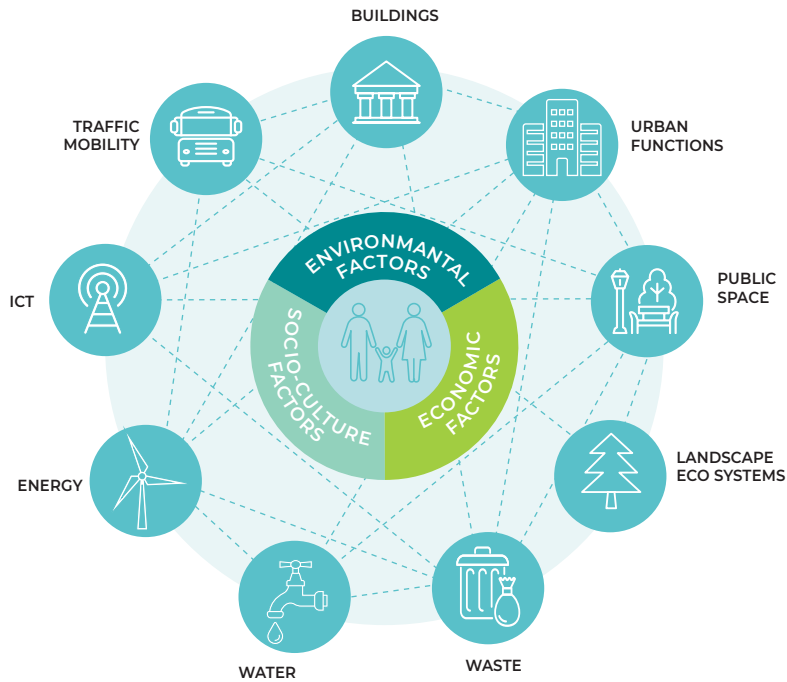 BUILDINGS
TRAFFIC
MOBILITY
URBAN
FUNCTIONS
ENVIRONMANTAL
FACTORS
PUBLIC
SPACE
ICT
SOCIO-CULTURE
FACTORS
ECONOMIC
FACTORS
LANDSCAPE
ECO SYSTEMS
ENERGY
WATER
WASTE